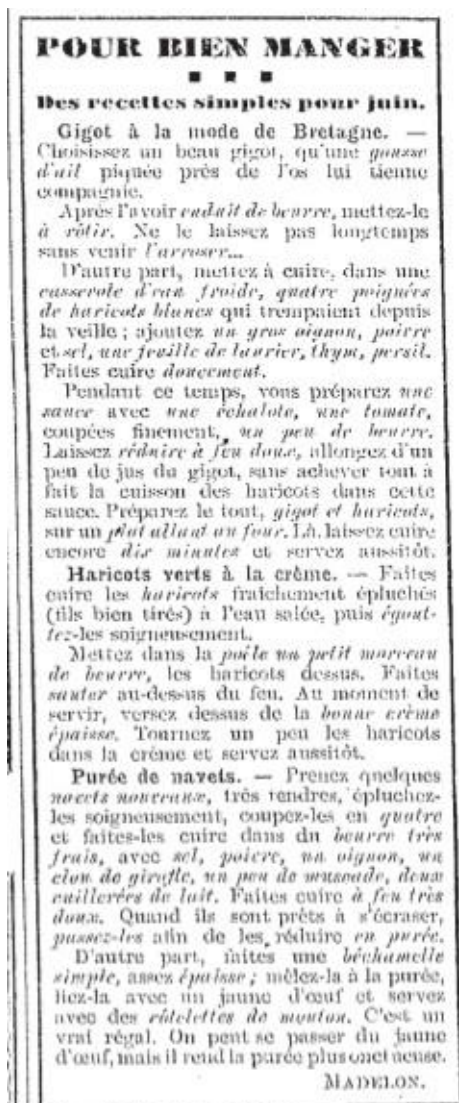 POUR BIEN MANGER
Des recettes simples pour juin.
Gigot à la mode de Bretagne. —
Choisissez un beau gigot, qu'une gousse
d'ail piquée près de l'os lui tienne
compagnie.
Après l'avoir enduit de beurre, mettez-le
à rôtir. Ne le laissez pas longtemps
sans venir l'arroser...
D'autre part, mettez à cuire, dans une
casserole d'eau froide, quatre poignées
de haricots blancs qui trempaient depuis
la veille ; ajoutez un gros oignon, poivre
et sel, une feuille de laurier, thym, persil.
Faites cuire doucement.
Pendant ce temps, vous préparez une
sauce avec une échalote, une tomate,
coupées finement, un peu de beurre.
Laissez réduire à feu doux, allongez d'un
peu de jus du gigot, sans achever tout à
fait la cuisson des haricots dans cette
sauce. Préparez le tout, gigot et haricots,
sur un plat allant au four. Là, laissez cuire
encore dix minutes et servez aussitôt.
Haricots verts à la crème. — Faites
cuire les haricots fraîchement épluchés
(fils bien tirés) à l'eau salée, puis égout-
tez-les soigneusement.
Mettez dans la poêle un petit morceau
de beurre, les haricots dessus. Faites
sauter au-dessus du feu. Au moment de
servir, versez dessus de la bonne crème
épaisse. Tournez un peu les haricots
dans la crème et servez aussitôt.
Purée de navets. — Prenez quelques
navets nouveaux, très tendres, épluchez-
les soigneusement, coupez-les en quatre
et faites-les cuire dans du beurre très
frais, avec sel, poivre, un oignon, un
clou de girofle, un peu de muscade, deux
cuillerées de lait. Faites cuire à feu très
doux. Quand ils sont prêts à s'écraser,
passez-les afin de les réduire en purée.
D'autre part, faites une béchamelle
simple, assez épaisse ; mêlez-la à la purée,
liez-la avec un jaune d'œuf et servez
avec des côtelettes de mouton. C'est un
vrai régal. On peut se passer du jaune
d'œuf, mais il rend la purée plus onctueuse.
MADELON.